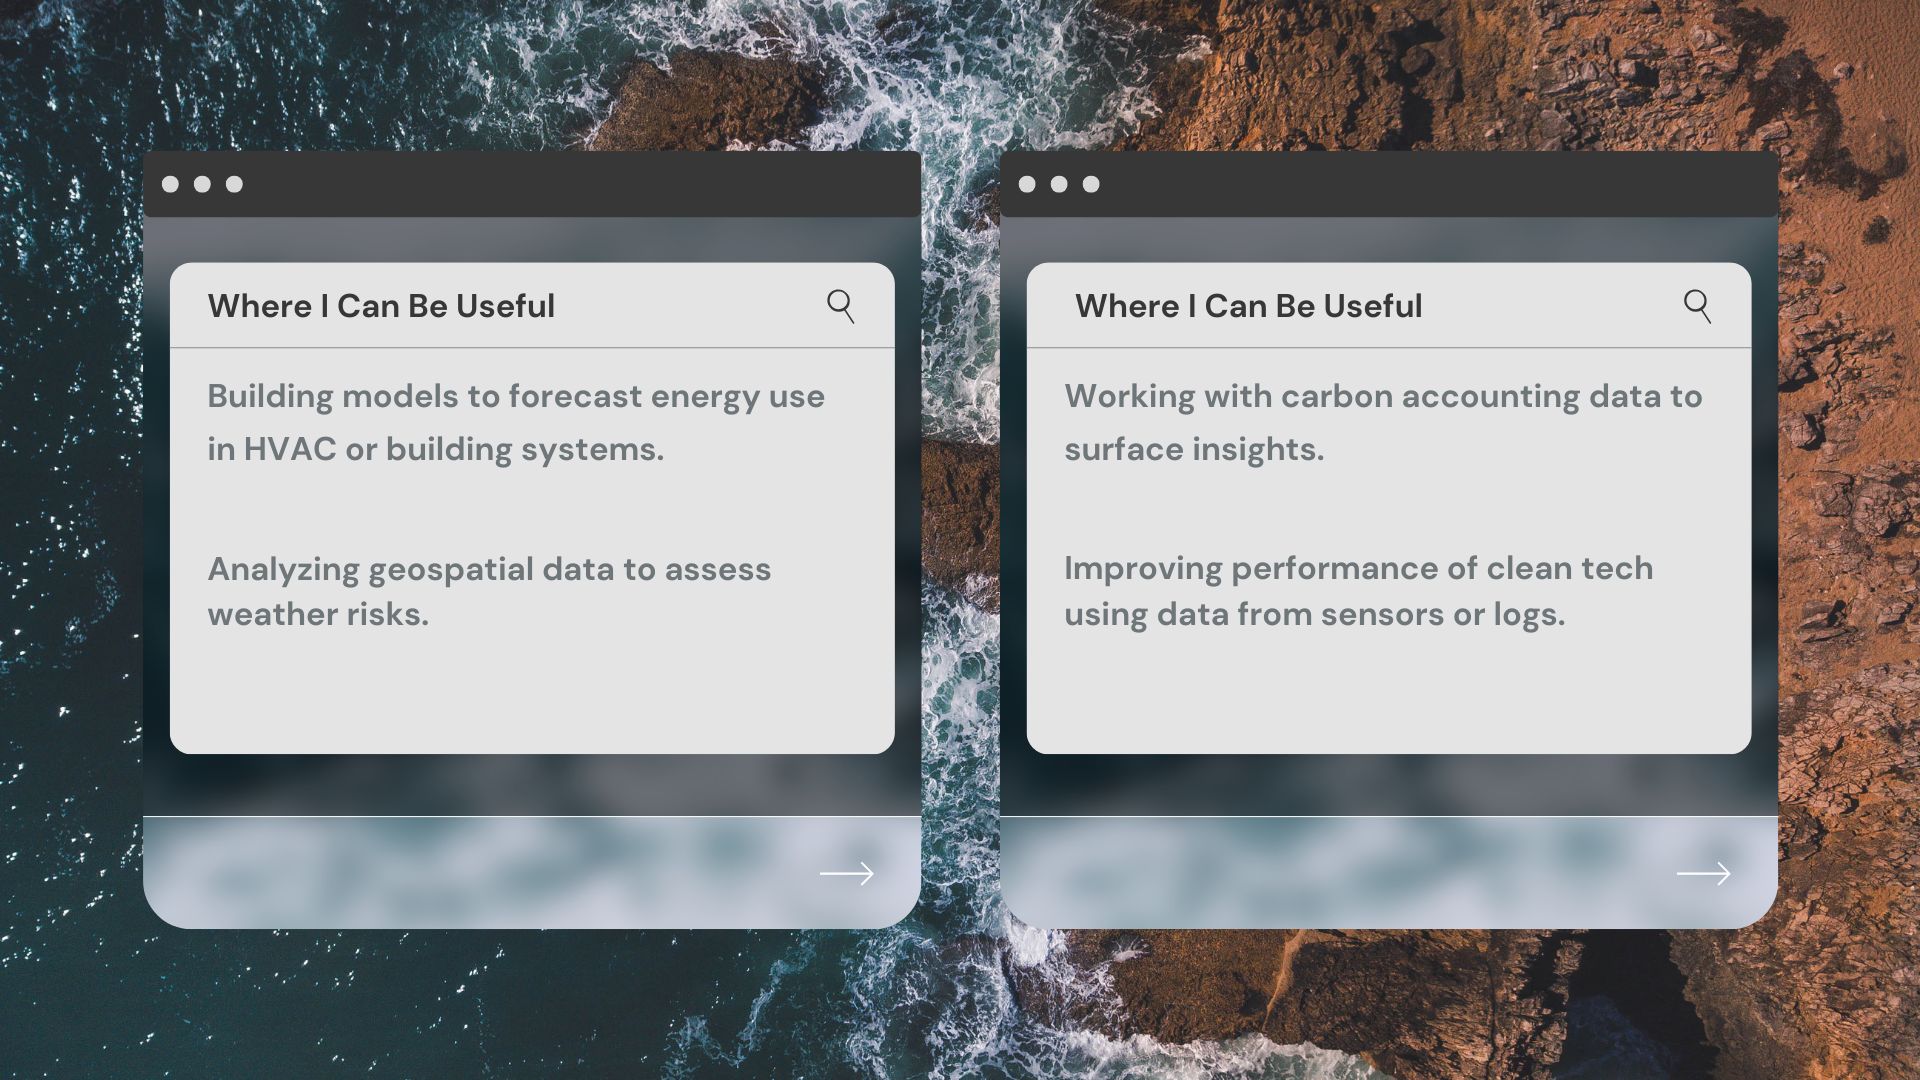 Where I Can Be Useful
Building models to forecast energy use
in HVAC or building systems.
Analyzing geospatial data to assess
weather risks.
Where I Can Be Useful
Working with carbon accounting data to
surface insights.
Improving performance of clean tech
using data from sensors or logs.